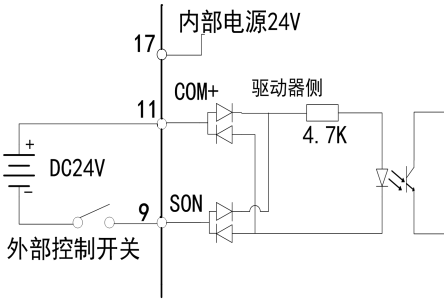 内部电源24V
17
COM+
驱动器侧
11
4.7K
+
DC24V
-
SON
9
外部控制开关